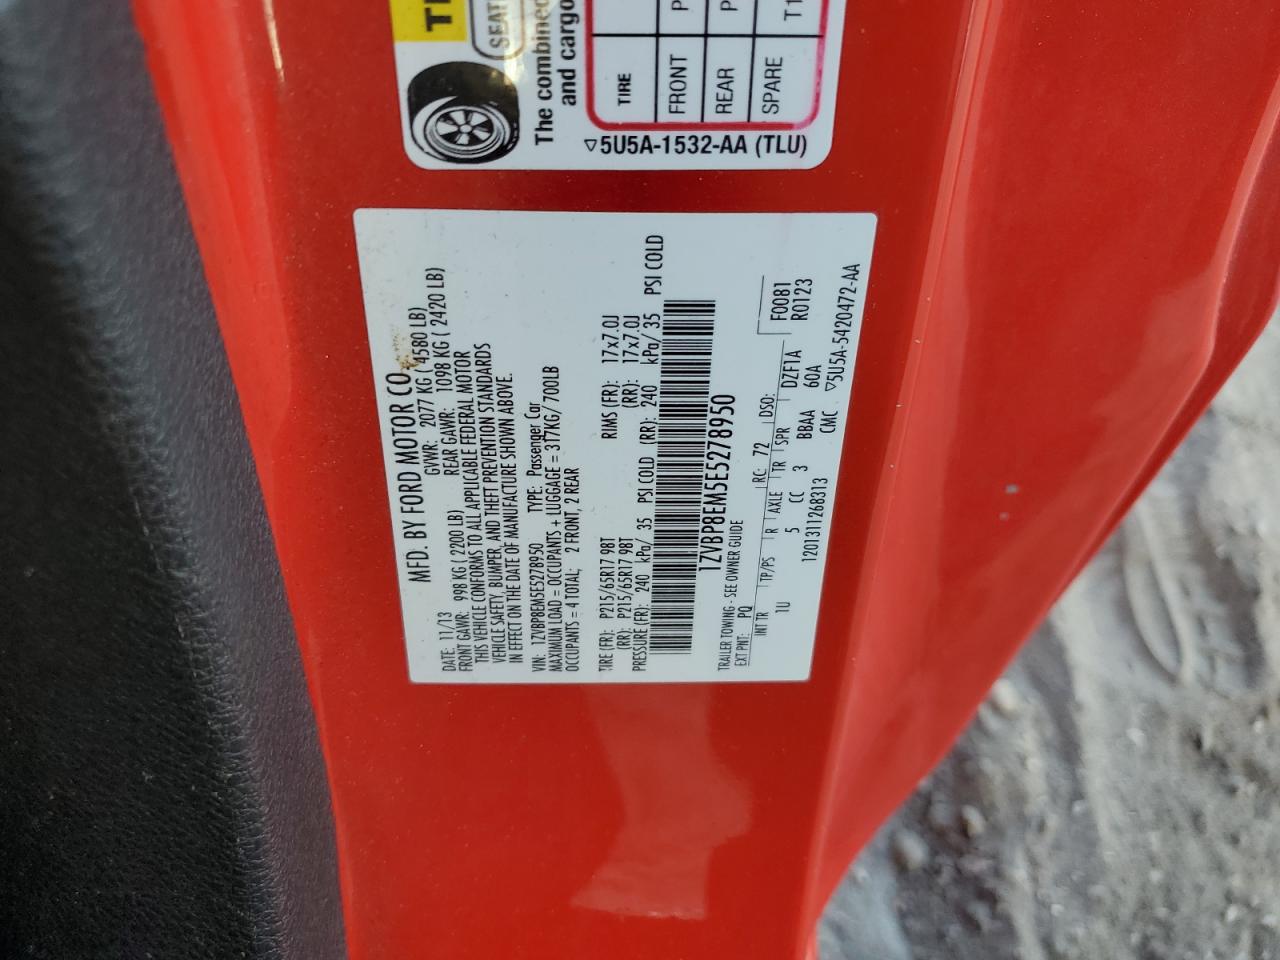 TI
SEATI
The combined
and cargo
TIRE
FRONT P
REAR P
SPARE T1
▽5U5A-1532-AA (TLU)
MFD. BY FORD MOTOR CO.
DATE: 11/13 GVWR: 2077 KG ( 4580 LB)
FRONT GAWR: 998 KG ( 2200 LB) REAR GAWR: 1098 KG ( 2420 LB)
THIS VEHICLE CONFORMS TO ALL APPLICABLE FEDERAL MOTOR
VEHICLE SAFETY, BUMPER, AND THEFT PREVENTION STANDARDS
IN EFFECT ON THE DATE OF MANUFACTURE SHOWN ABOVE.
VIN: 1ZVBP8EM5E5278950 TYPE: Passenger Car
MAXIMUM LOAD = OCCUPANTS + LUGGAGE = 317KG/ 700LB
OCCUPANTS = 4 TOTAL; 2 FRONT, 2 REAR
TIRE (FR): P215/65R17 98T RIMS (FR): 17x7.0J
(RR): P215/65R17 98T (RR): 17x7.0J
PRESSURE (FR): 240 kPa/ 35 PSI COLD (RR): 240 kPa/ 35 PSI COLD
1ZVBP8EM5E5278950
TRAILER TOWING - SEE OWNER GUIDE
EXT PNT: PQ RC: 72 DSO: F0081
INT TR TP/PS R AXLE TR SPR DZF1A R0123
1U 5 CC 3 BBAA 60A
1201311268313 CMC ▽5U5A-5420472-AA